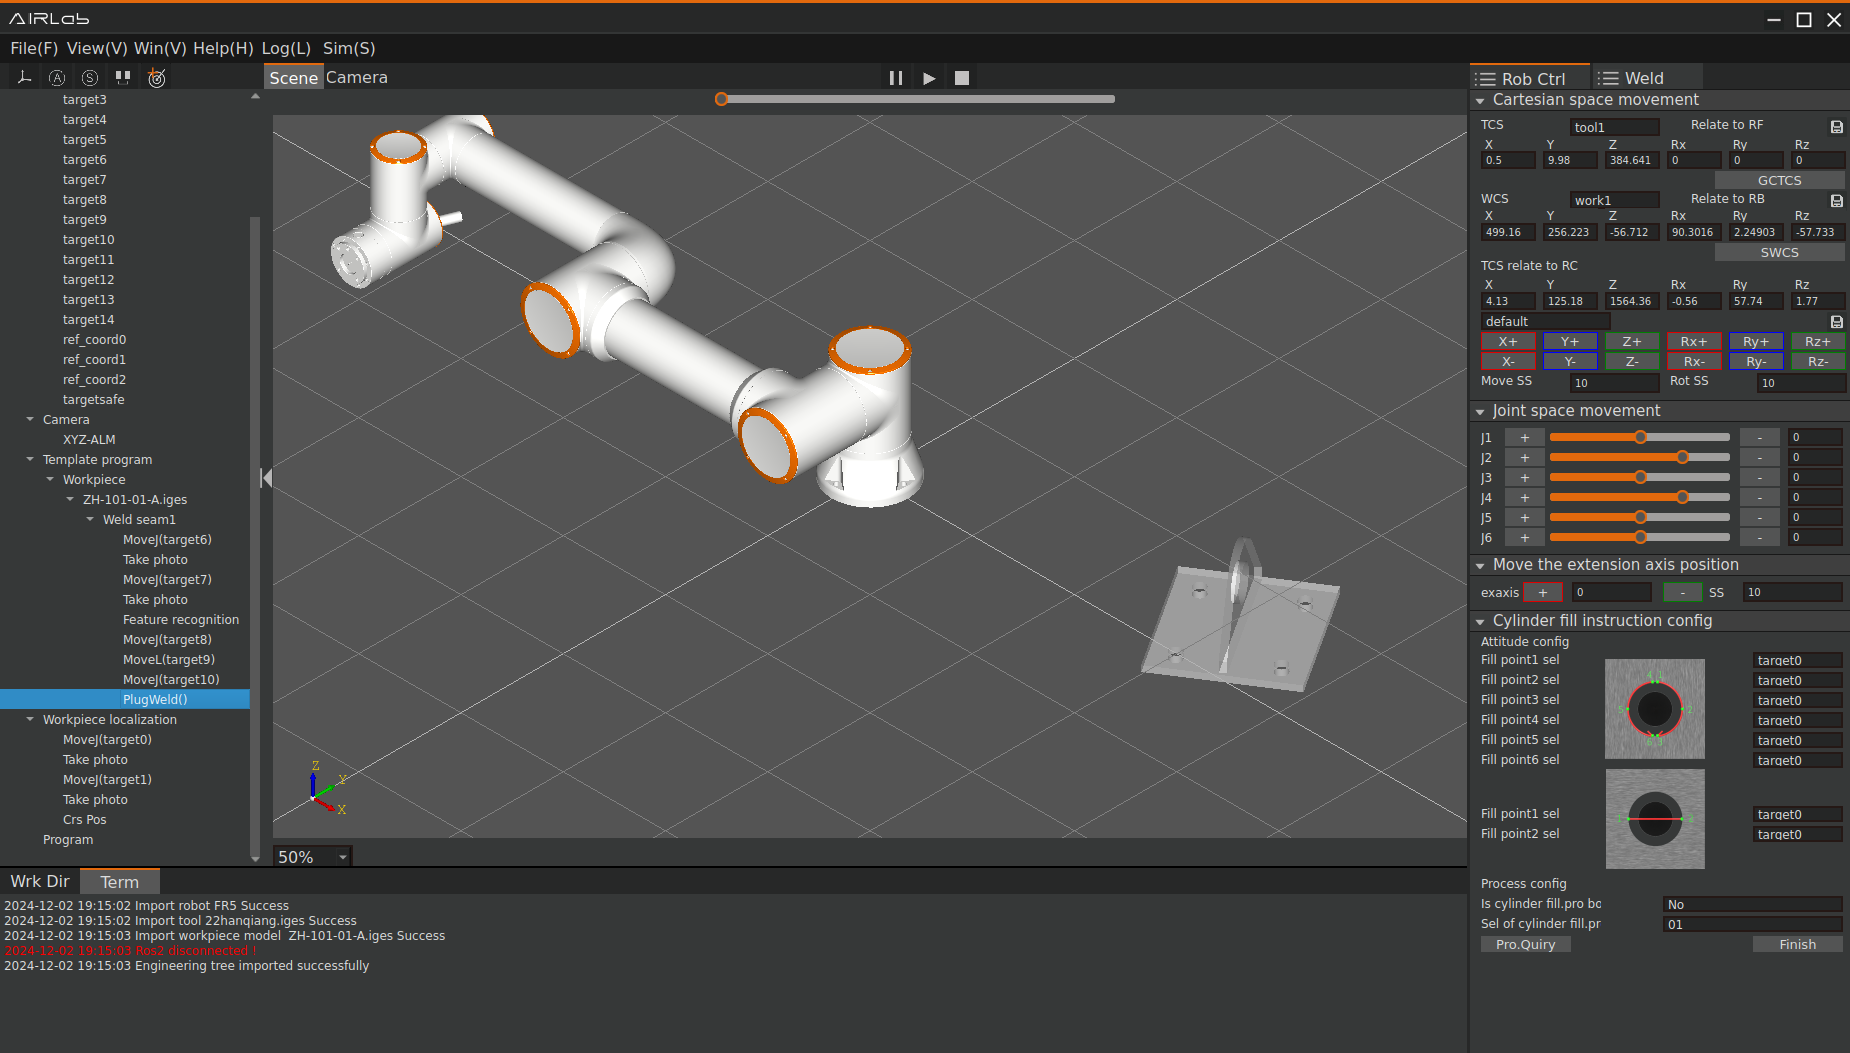 AIRLab
File(F) View(V) Win(V) Help(H) Log(L) Sim(S)
A S
Scene Camera
target3
target4
target5
target6
target7
target8
target9
target10
target11
target12
target13
target14
ref_coord0
ref_coord1
ref_coord2
targetsafe
Camera
XYZ-ALM
Template program
Workpiece
ZH-101-01-A.iges
Weld seam1
MoveJ(target6)
Take photo
MoveJ(target7)
Take photo
Feature recognition
MoveJ(target8)
MoveL(target9)
MoveJ(target10)
PlugWeld()
Workpiece localization
MoveJ(target0)
Take photo
MoveJ(target1)
Take photo
Crs Pos
Program
Z
Y
X
50%
Wrk Dir Term
2024-12-02 19:15:02 Import robot FR5 Success
2024-12-02 19:15:02 Import tool 22hanqiang.iges Success
2024-12-02 19:15:03 Import workpiece model  ZH-101-01-A.iges Success
2024-12-02 19:15:03 Ros2 disconnected !
2024-12-02 19:15:03 Engineering tree imported successfully
Rob Ctrl Weld
Cartesian space movement
TCS tool1 Relate to RF
X Y Z Rx Ry Rz
0.5 9.98 384.641 0 0 0
GCTCS
WCS work1 Relate to RB
X Y Z Rx Ry Rz
499.16 256.223 -56.712 90.3016 2.24903 -57.733
SWCS
TCS relate to RC
X Y Z Rx Ry Rz
4.13 125.18 1564.36 -0.56 57.74 1.77
default
X+ Y+ Z+ Rx+ Ry+ Rz+
X- Y- Z- Rx- Ry- Rz-
Move SS 10 Rot SS 10
Joint space movement
J1 + - 0
J2 + - 0
J3 + - 0
J4 + - 0
J5 + - 0
J6 + - 0
Move the extension axis position
exaxis + 0 - SS 10
Cylinder fill instruction config
Attitude config
Fill point1 sel target0
Fill point2 sel target0
Fill point3 sel target0
Fill point4 sel target0
Fill point5 sel target0
Fill point6 sel target0
Fill point1 sel target0
Fill point2 sel target0
Process config
Is cylinder fill.pro bc No
Sel of cylinder fill.pr 01
Pro.Quiry Finish